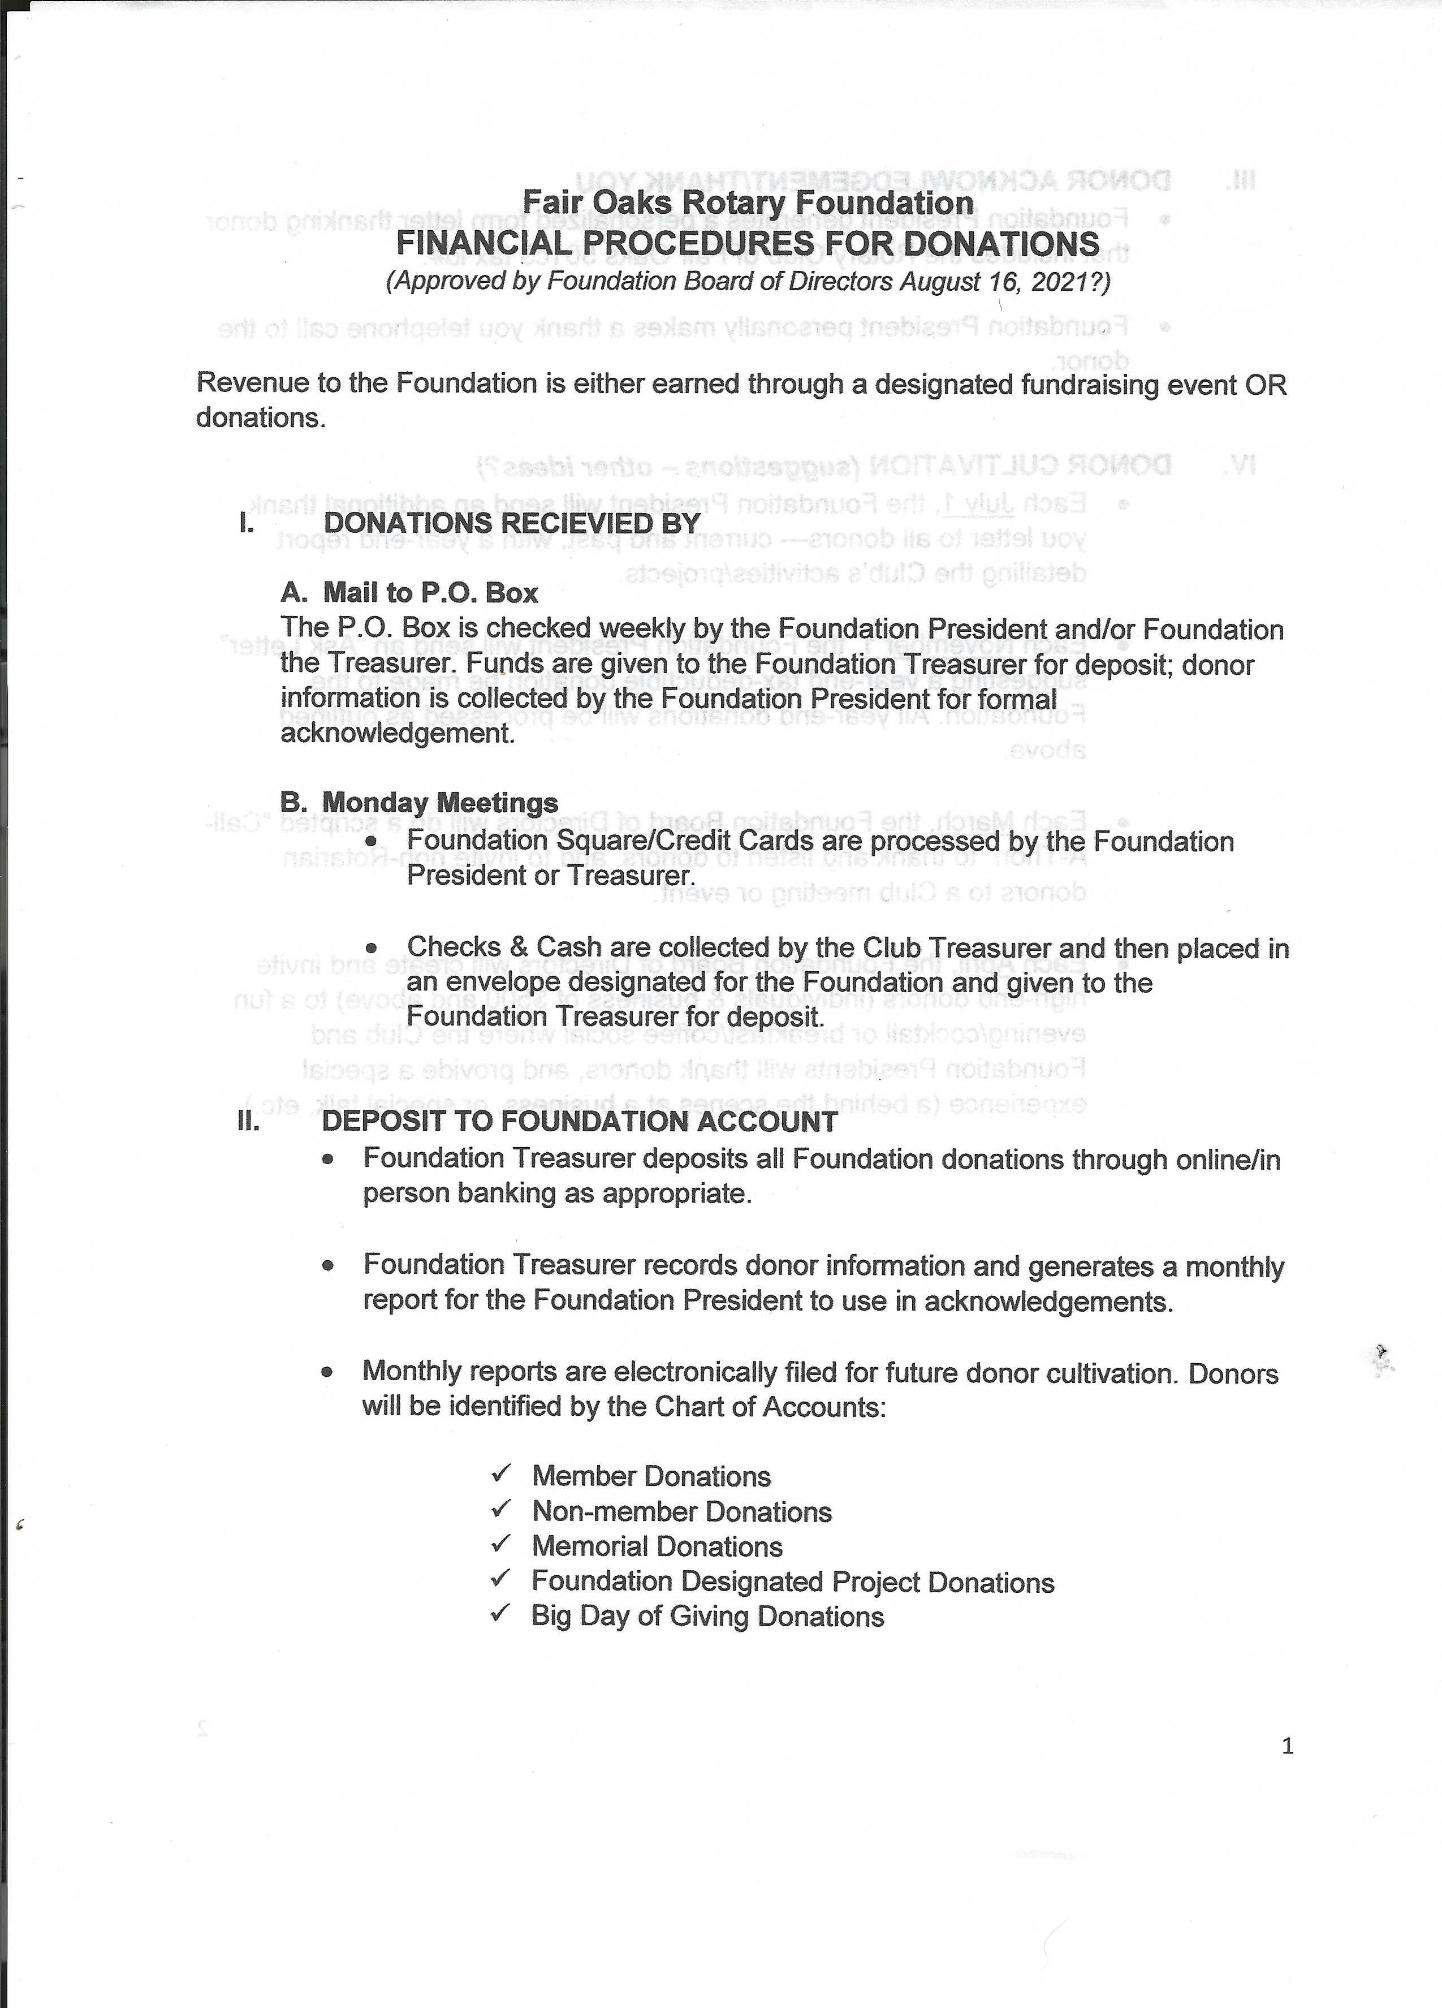 Fair Oaks Rotary Foundation
FINANCIAL PROCEDURES FOR DONATIONS
(Approved by Foundation Board of Directors August 16, 2021?)
Revenue to the Foundation is either earned through a designated fundraising event OR
donations.
I. DONATIONS RECIEVIED BY
A. Mail to P.O. Box
The P.O. Box is checked weekly by the Foundation President and/or Foundation
the Treasurer. Funds are given to the Foundation Treasurer for deposit; donor
information is collected by the Foundation President for formal
acknowledgement.
B. Monday Meetings
• Foundation Square/Credit Cards are processed by the Foundation
President or Treasurer.
• Checks & Cash are collected by the Club Treasurer and then placed in
an envelope designated for the Foundation and given to the
Foundation Treasurer for deposit.
II. DEPOSIT TO FOUNDATION ACCOUNT
• Foundation Treasurer deposits all Foundation donations through online/in
person banking as appropriate.
• Foundation Treasurer records donor information and generates a monthly
report for the Foundation President to use in acknowledgements.
• Monthly reports are electronically filed for future donor cultivation. Donors
will be identified by the Chart of Accounts:
✓ Member Donations
✓ Non-member Donations
✓ Memorial Donations
✓ Foundation Designated Project Donations
✓ Big Day of Giving Donations
1